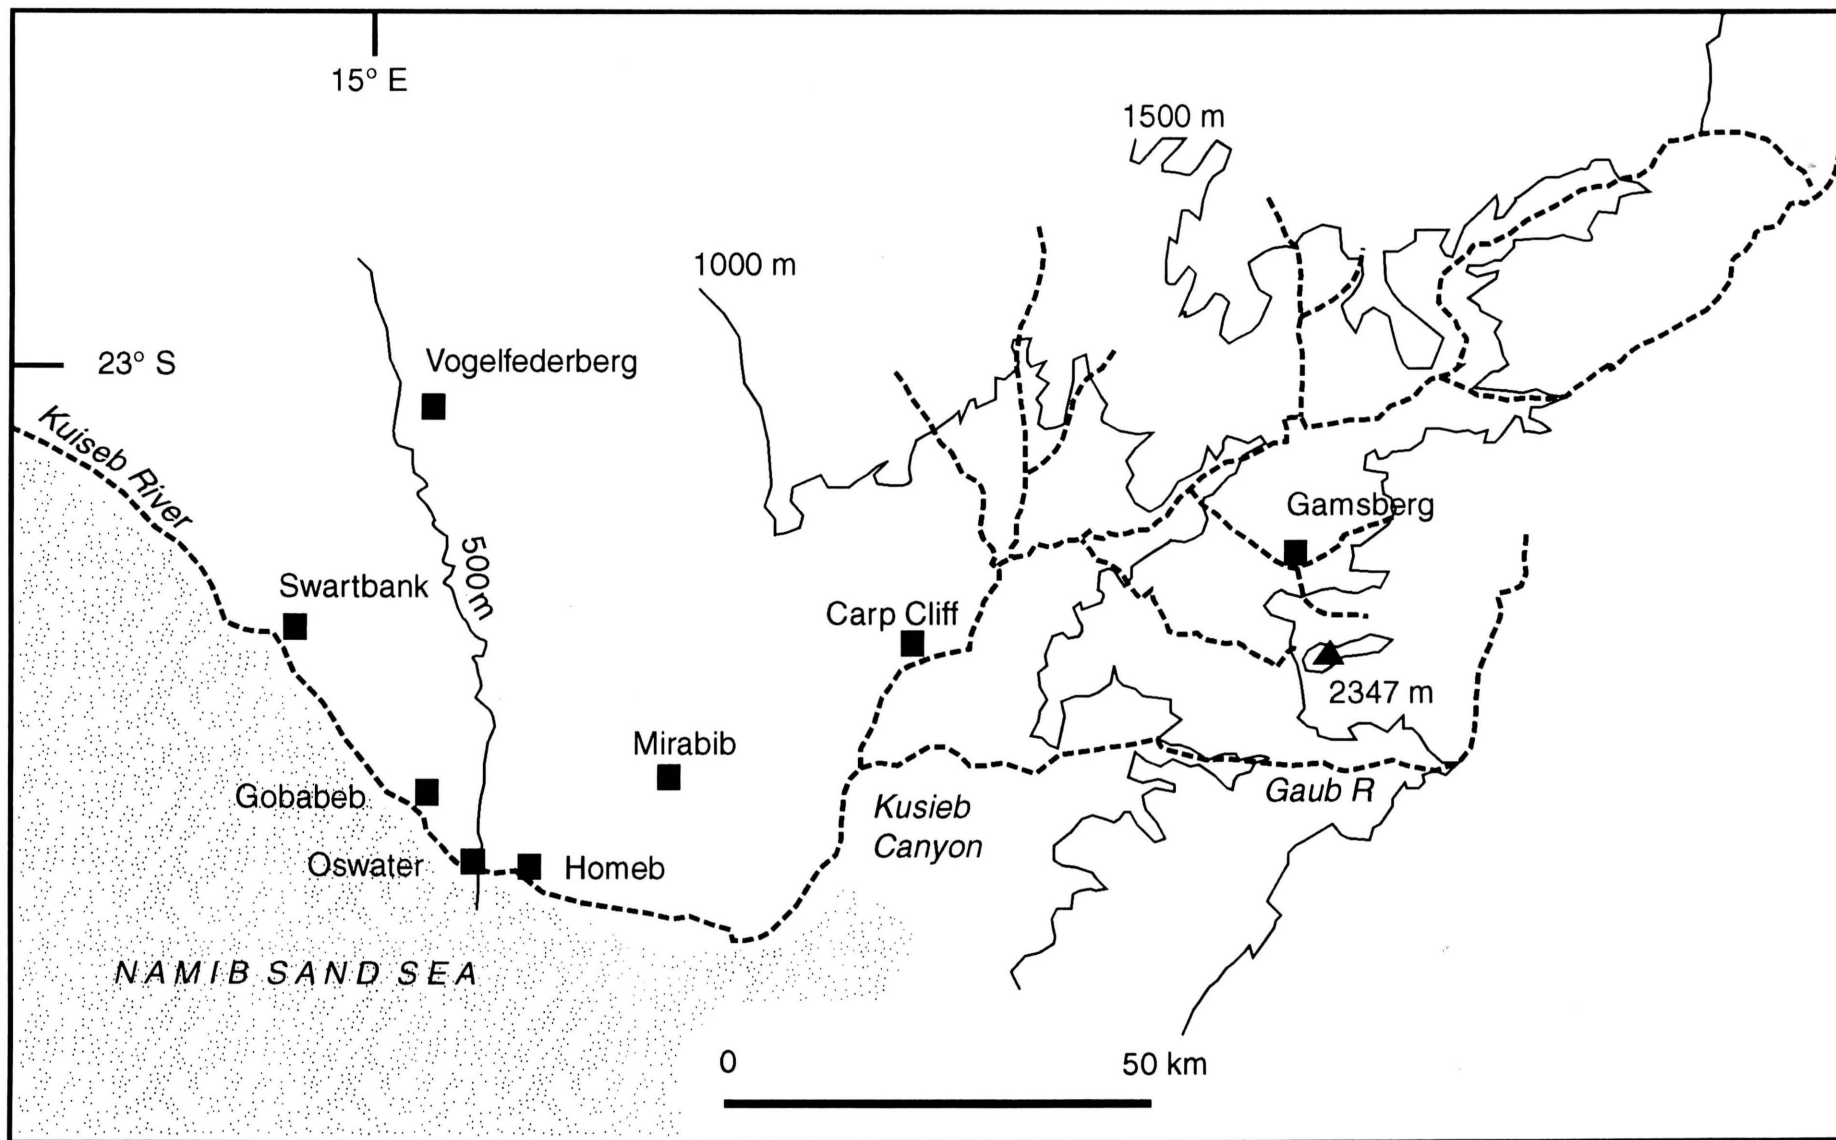 15° E
1500 m
1000 m
23° S
Vogelfederberg
Kuiseb River
Gamsberg
500m
Swartbank
Carp Cliff
2347 m
Mirabib
Gobabeb
Gaub R
Kusieb
Canyon
Oswater
Homeb
NAMIB SAND SEA
0
50 km